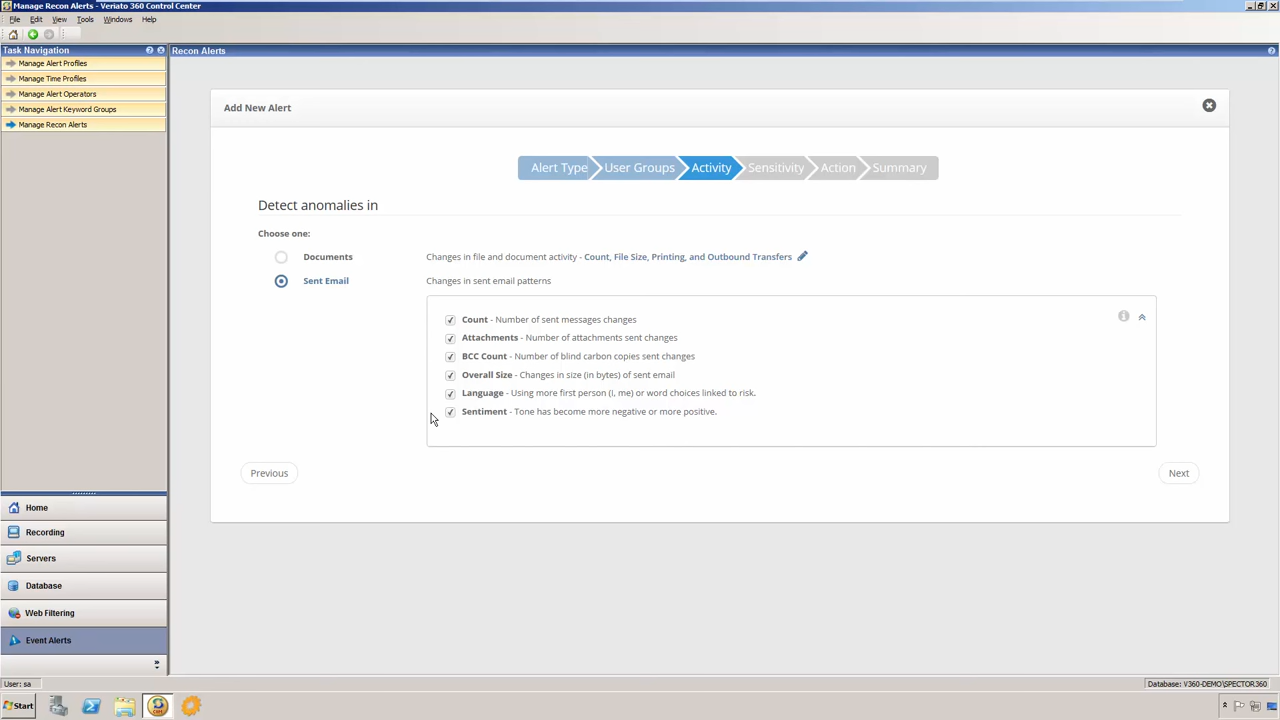 Manage Recon Alerts - Veriato 360 Control Center
File Edit View Tools Windows Help
Task Navigation
Manage Alert Profiles
Manage Time Profiles
Manage Alert Operators
Manage Alert Keyword Groups
Manage Recon Alerts
Recon Alerts
Add New Alert
Alert Type User Groups Activity Sensitivity Action Summary
Detect anomalies in
Choose one:
Documents Changes in file and document activity - Count, File Size, Printing, and Outbound Transfers
Sent Email Changes in sent email patterns
Count - Number of sent messages changes
Attachments - Number of attachments sent changes
BCC Count - Number of blind carbon copies sent changes
Overall Size - Changes in size (in bytes) of sent email
Language - Using more first person (I, me) or word choices linked to risk.
Sentiment - Tone has become more negative or more positive.
Previous Next
Home
Recording
Servers
Database
Web Filtering
Event Alerts
User: sa Database: V360-DEMO\SPECTOR360
Start